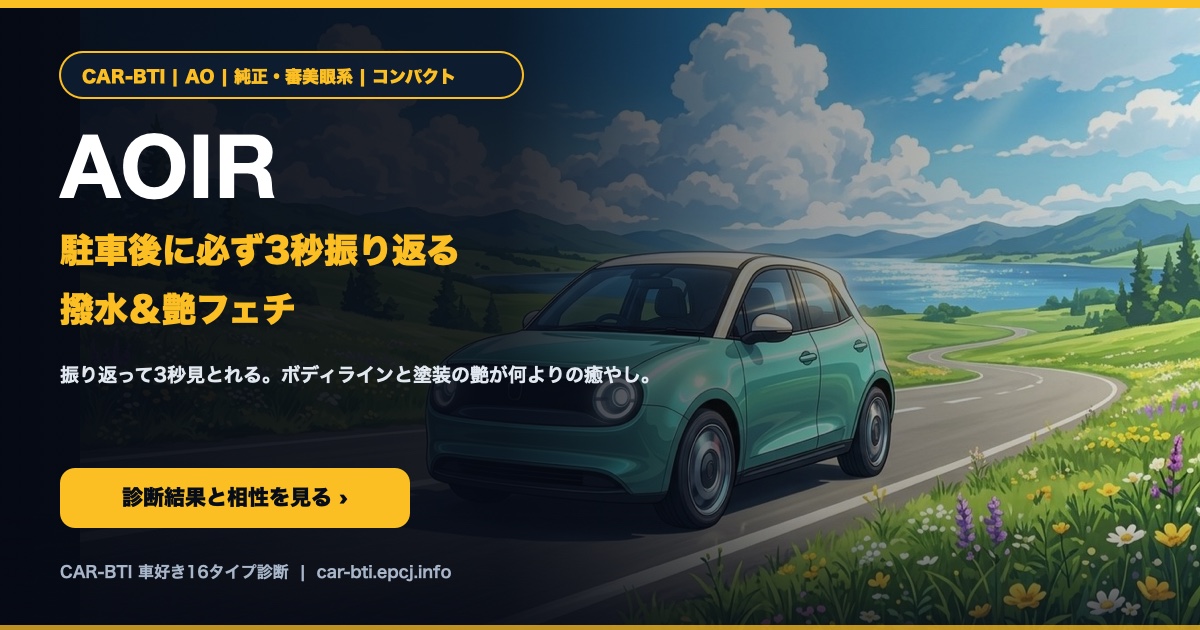 CAR-BTI | AO | 純正・審美眼系 | コンパクト
AOIR
駐車後に必ず3秒振り返る
撥水&艶フェチ
振り返って3秒見とれる。ボディラインと塗装の艶が何よりの癒やし。
診断結果と相性を見る ›
CAR-BTI 車好き16タイプ診断 | car-bti.epcj.info